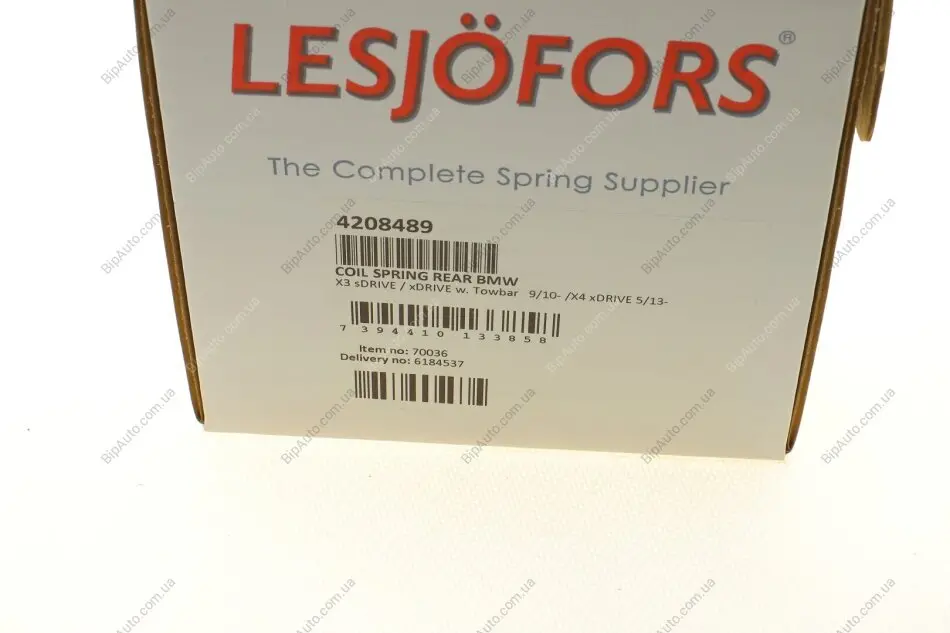 LESJÖFORS®
The Complete Spring Supplier
4208489
COIL SPRING REAR BMW
X3 sDRIVE / xDRIVE w. Towbar 9/10- /X4 xDRIVE 5/13-
7 394410 133858
Item no: 70036
Delivery no: 6184537
BipAuto.com.ua